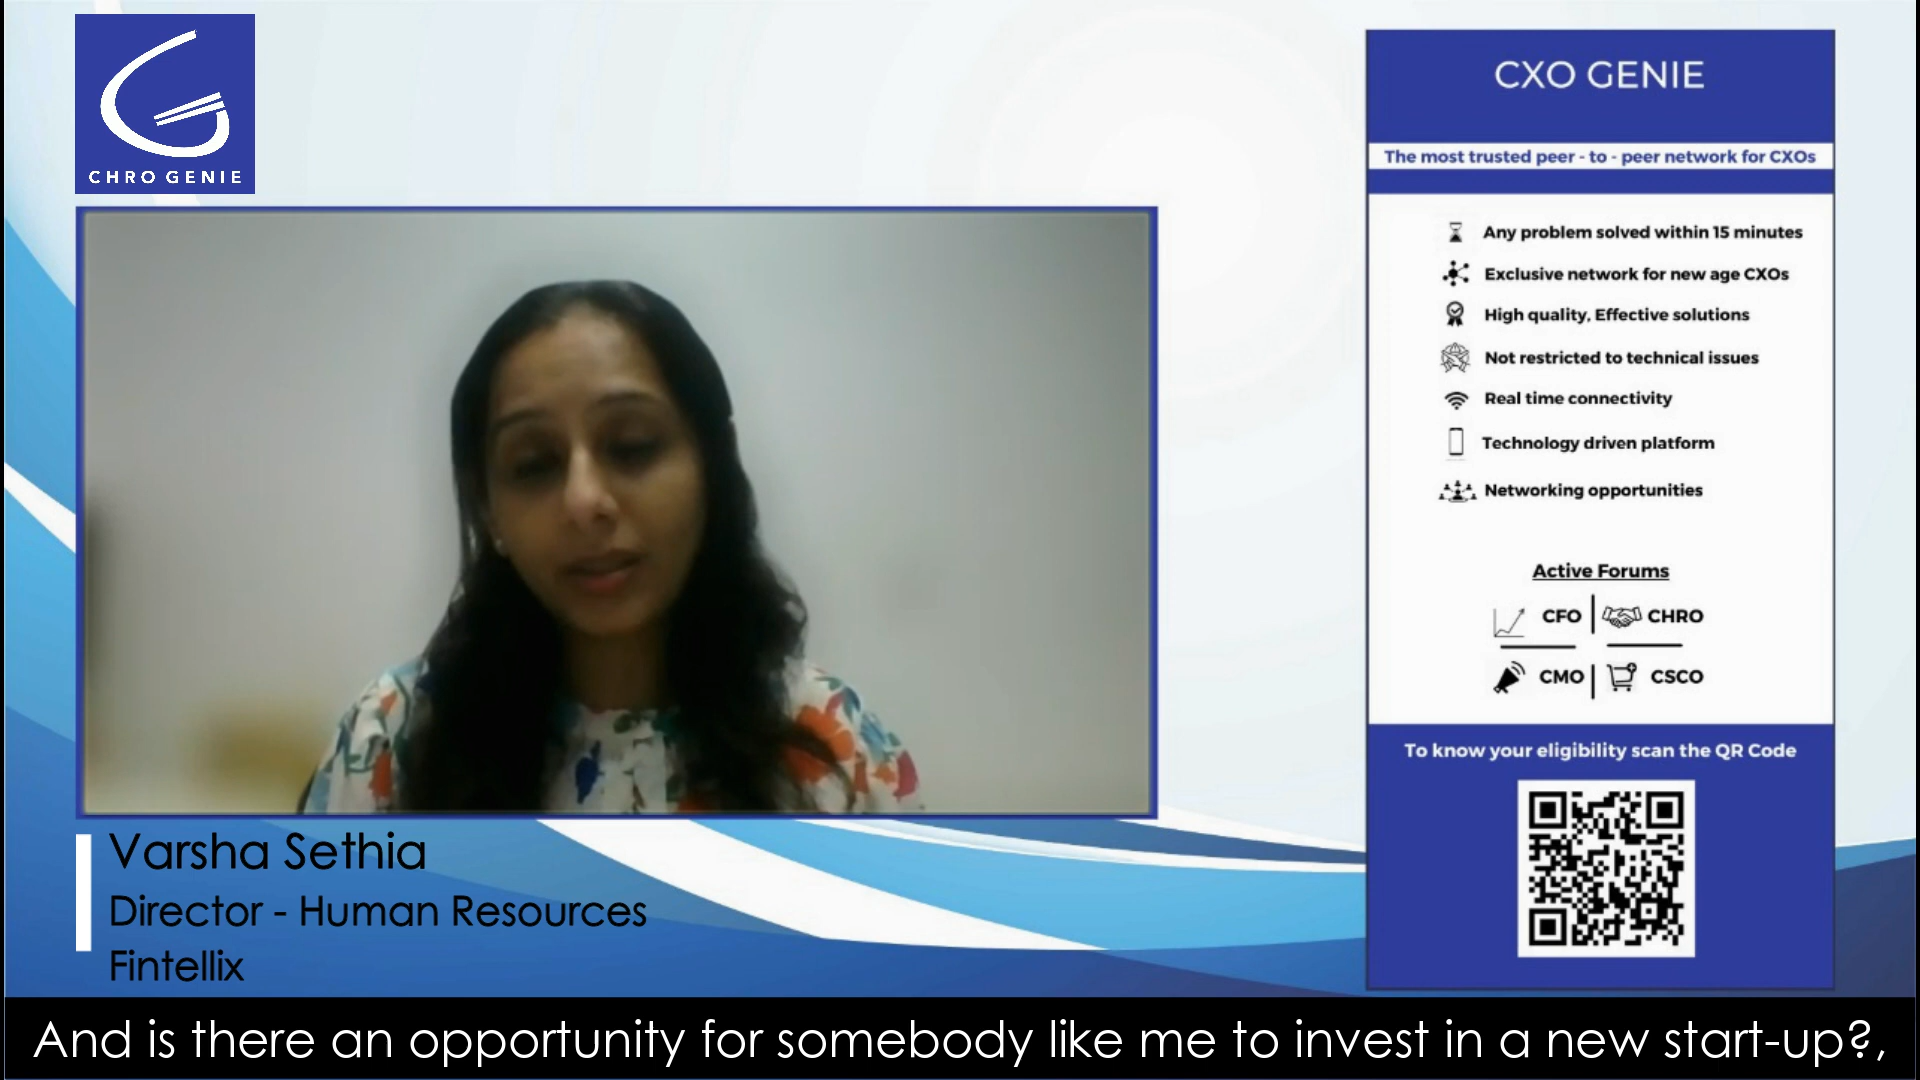 CHRO GENIE
Varsha Sethia
Director - Human Resources
Fintellix
CXO GENIE
The most trusted peer - to - peer network for CXOs
Any problem solved within 15 minutes
Exclusive network for new age CXOs
High quality, Effective solutions
Not restricted to technical issues
Real time connectivity
Technology driven platform
Networking opportunities
Active Forums
CFO
CHRO
CMO
CSCO
To know your eligibility scan the QR Code
And is there an opportunity for somebody like me to invest in a new start-up?,